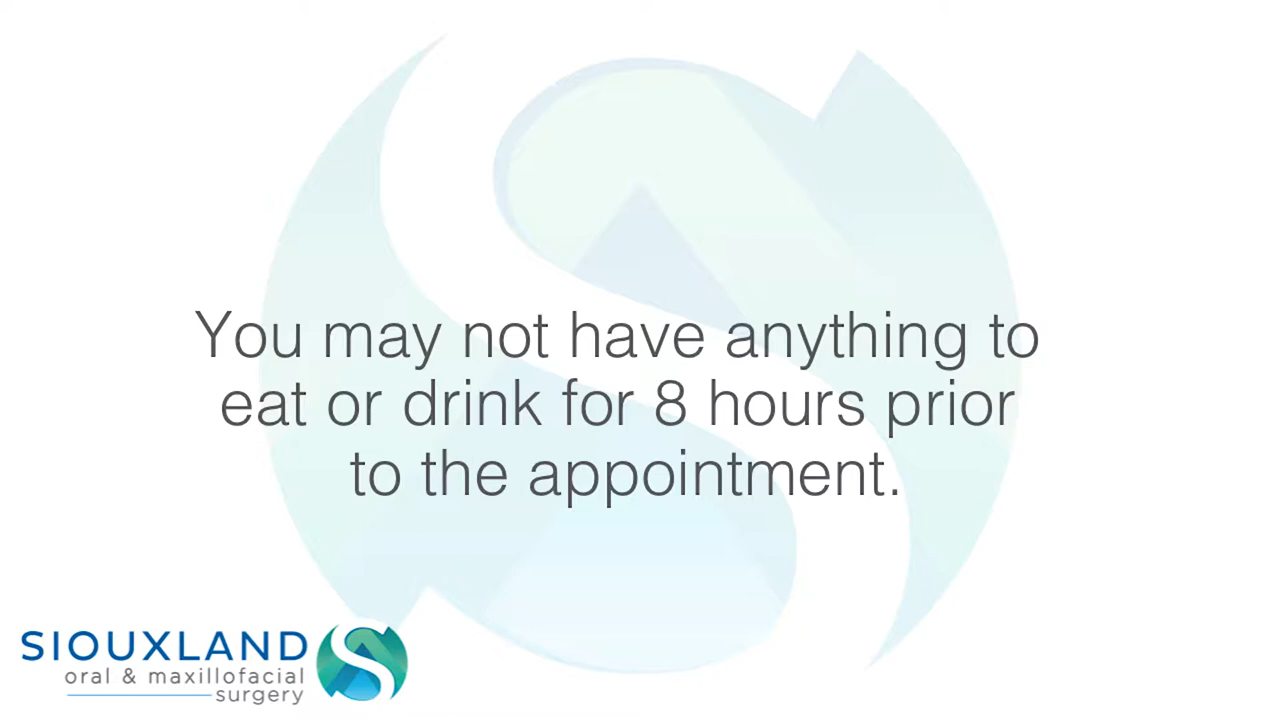 You may not have anything to
eat or drink for 8 hours prior
to the appointment.
SIOUXLAND
oral & maxillofacial
surgery